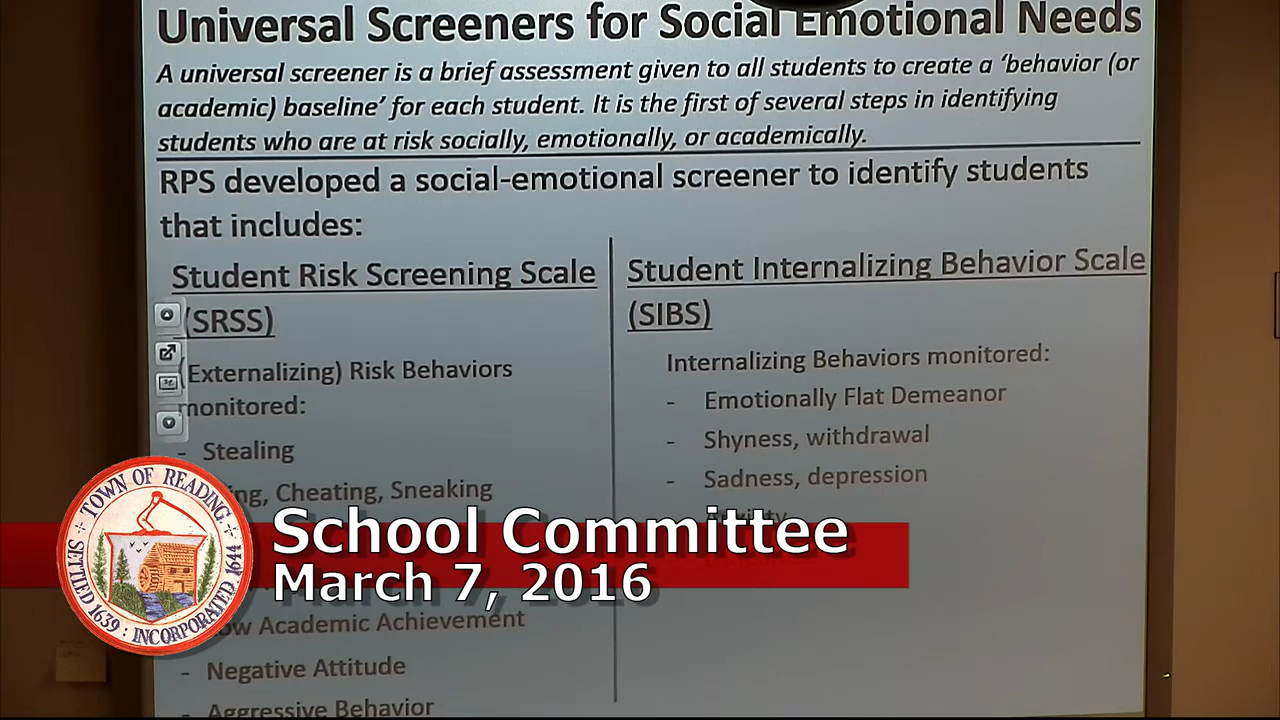 Universal Screeners for Social Emotional Needs
A universal screener is a brief assessment given to all students to create a ‘behavior (or
academic) baseline’ for each student. It is the first of several steps in identifying
students who are at risk socially, emotionally, or academically.
RPS developed a social-emotional screener to identify students
that includes:
Student Risk Screening Scale
(SRSS)
(Externalizing) Risk Behaviors
monitored:
- Stealing
Cheating, Sneaking
Academic Achievement
- Negative Attitude
Aggressive Behavior
Student Internalizing Behavior Scale
(SIBS)
Internalizing Behaviors monitored:
- Emotionally Flat Demeanor
- Shyness, withdrawal
- Sadness, depression
TOWN OF READING
SETTLED 1639 : INCORPORATED 1644
School Committee
March 7, 2016